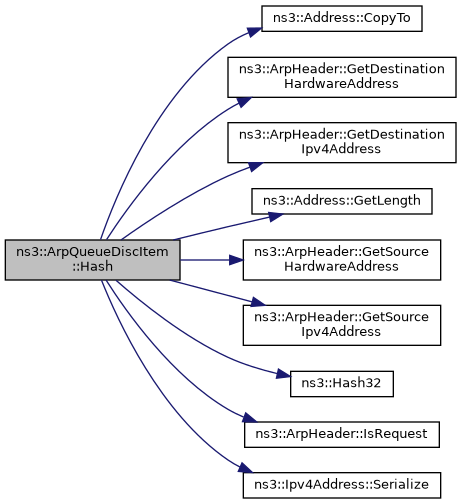 ns3::Address::CopyTo
ns3::ArpHeader::GetDestination
HardwareAddress
ns3::ArpHeader::GetDestination
Ipv4Address
ns3::Address::GetLength
ns3::ArpQueueDiscItem
::Hash
ns3::ArpHeader::GetSource
HardwareAddress
ns3::ArpHeader::GetSource
Ipv4Address
ns3::Hash32
ns3::ArpHeader::IsRequest
ns3::Ipv4Address::Serialize